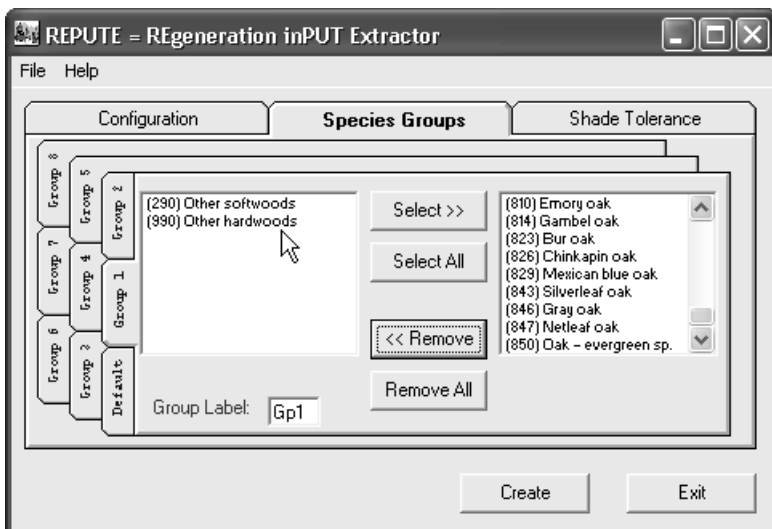 REPUTE = REgeneration inPUT Extractor
File Help
Configuration
Species Groups
Shade Tolerance
Group 8
Group 7
Group 6
Group 5
Group 4
Group 3
Group 2
Group 1
Default
(290) Other softwoods
(990) Other hardwoods
Select >>
Select All
<< Remove
Remove All
(810) Emory oak
(814) Gambel oak
(823) Bur oak
(826) Chinkapin oak
(829) Mexican blue oak
(843) Silverleaf oak
(846) Gray oak
(847) Netleaf oak
(850) Oak – evergreen sp.
Group Label: Gp1
Create
Exit